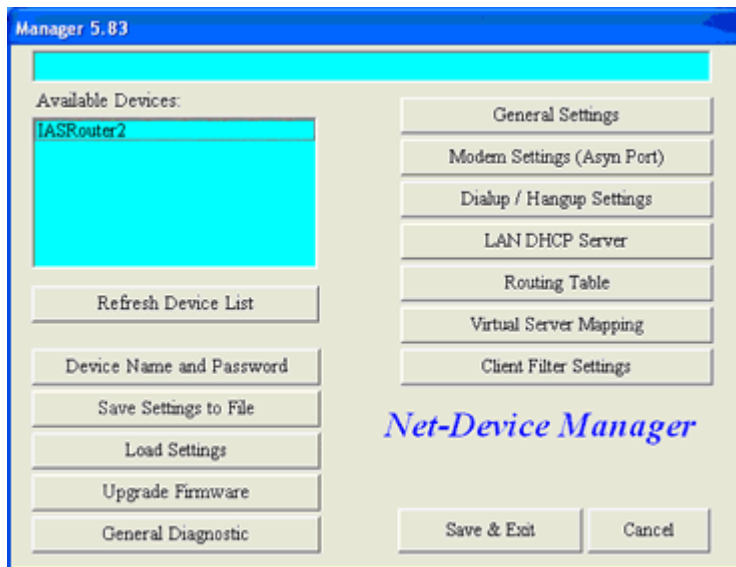 Manager 5.83
Available Devices:
IASRouter2
Refresh Device List
Device Name and Password
Save Settings to File
Load Settings
Upgrade Firmware
General Diagnostic
General Settings
Modem Settings (Asyn Port)
Dialup / Hangup Settings
LAN DHCP Server
Routing Table
Virtual Server Mapping
Client Filter Settings
Net-Device Manager
Save & Exit
Cancel